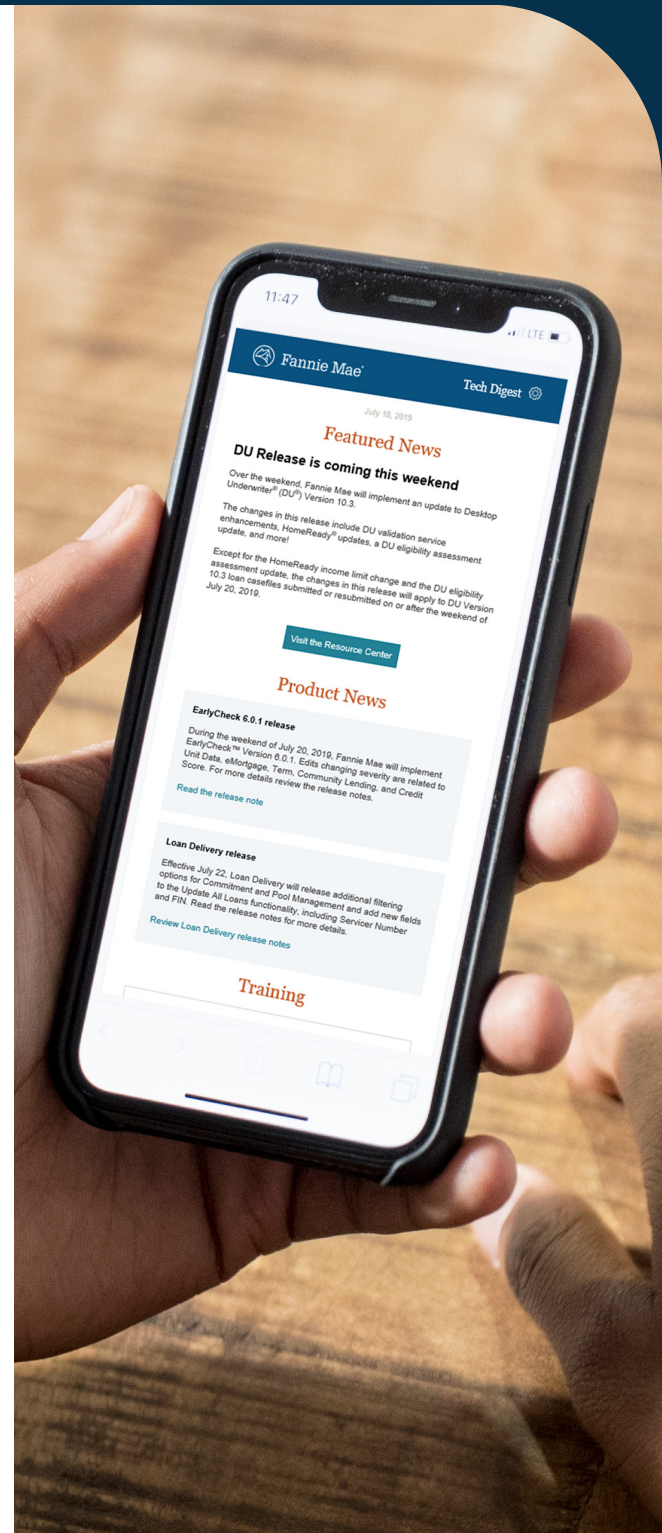 11:47
LTE
Fannie Mae®
Tech Digest
July 18, 2019
Featured News
DU Release is coming this weekend
Over the weekend, Fannie Mae will implement an update to Desktop
Underwriter® (DU®) Version 10.3.
The changes in this release include DU validation service
enhancements, HomeReady® updates, a DU eligibility assessment
update, and more!
Except for the HomeReady income limit change and the DU eligibility
assessment update, the changes in this release will apply to DU Version
10.3 loan casefiles submitted or resubmitted on or after the weekend of
July 20, 2019.
Visit the Resource Center
Product News
EarlyCheck 6.0.1 release
During the weekend of July 20, 2019, Fannie Mae will implement
EarlyCheck™ Version 6.0.1. Edits changing severity are related to
Unit Data, eMortgage, Term, Community Lending, and Credit
Score. For more details review the release notes.
Read the release note
Loan Delivery release
Effective July 22, Loan Delivery will release additional filtering
options for Commitment and Pool Management and add new fields
to the Update All Loans functionality, including Servicer Number
and FIN. Read the release notes for more details.
Review Loan Delivery release notes
Training